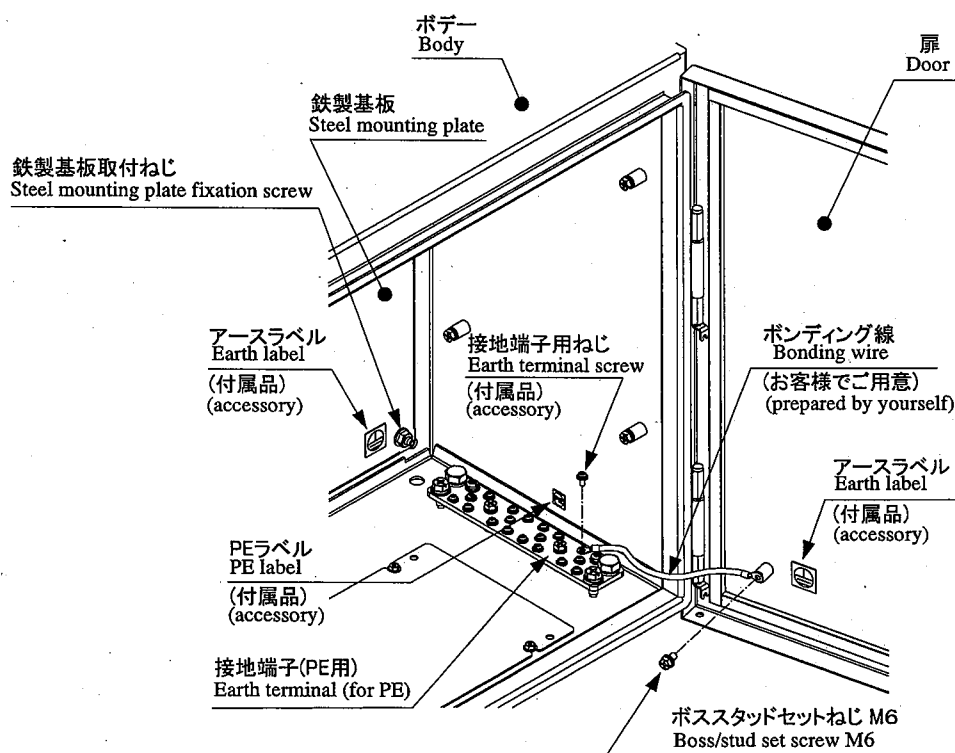 ボデー
Body
扉
Door
鉄製基板
Steel mounting plate
鉄製基板取付ねじ
Steel mounting plate fixation screw
アースラベル
Earth label
(付属品)
(accessory)
接地端子用ねじ
Earth terminal screw
(付属品)
(accessory)
ボンディング線
Bonding wire
(お客様でご用意)
(prepared by yourself)
アースラベル
Earth label
(付属品)
(accessory)
PEラベル
PE label
(付属品)
(accessory)
接地端子(PE用)
Earth terminal (for PE)
ボススタッドセットねじ M6
Boss/stud set screw M6